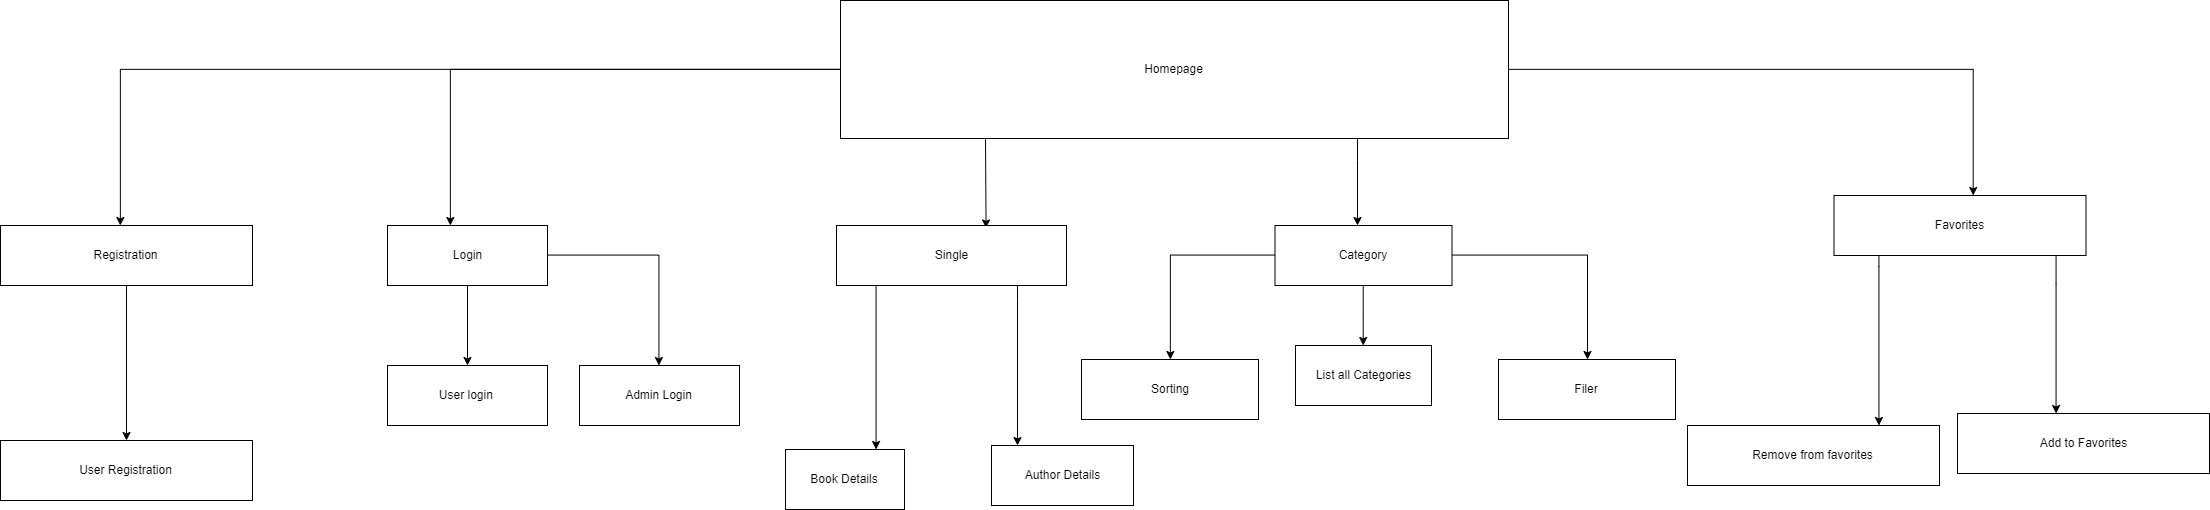 Homepage
Registration
Login
Single
Category
Favorites
User login
Admin Login
Sorting
List all Categories
Filer
User Registration
Book Details
Author Details
Remove from favorites
Add to Favorites